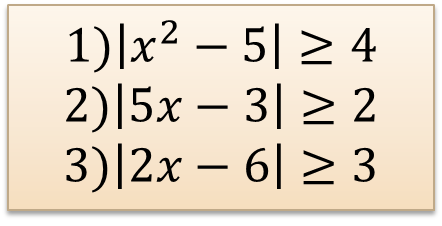 1)|x² − 5| ≥ 4
2)|5x − 3| ≥ 2
3)|2x − 6| ≥ 3